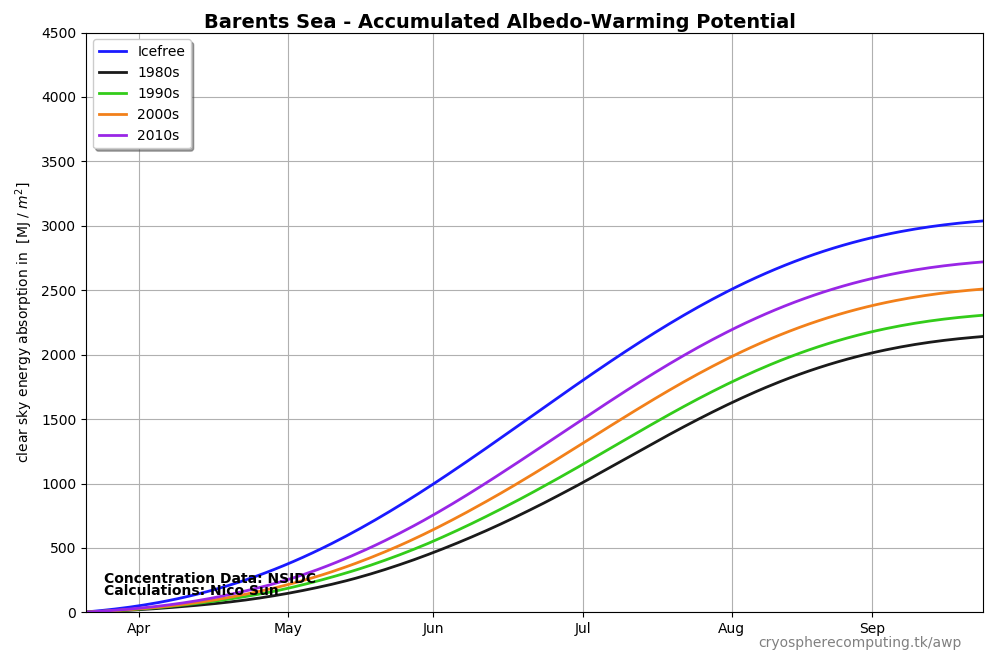 Barents Sea - Accumulated Albedo-Warming Potential
4500
4000
3500
3000
2500
2000
1500
1000
500
0
clear sky energy absorption in [MJ / m²]
Icefree
1980s
1990s
2000s
2010s
Concentration Data: NSIDC
Calculations: Nico Sun
Apr May Jun Jul Aug Sep
cryospherecomputing.tk/awp